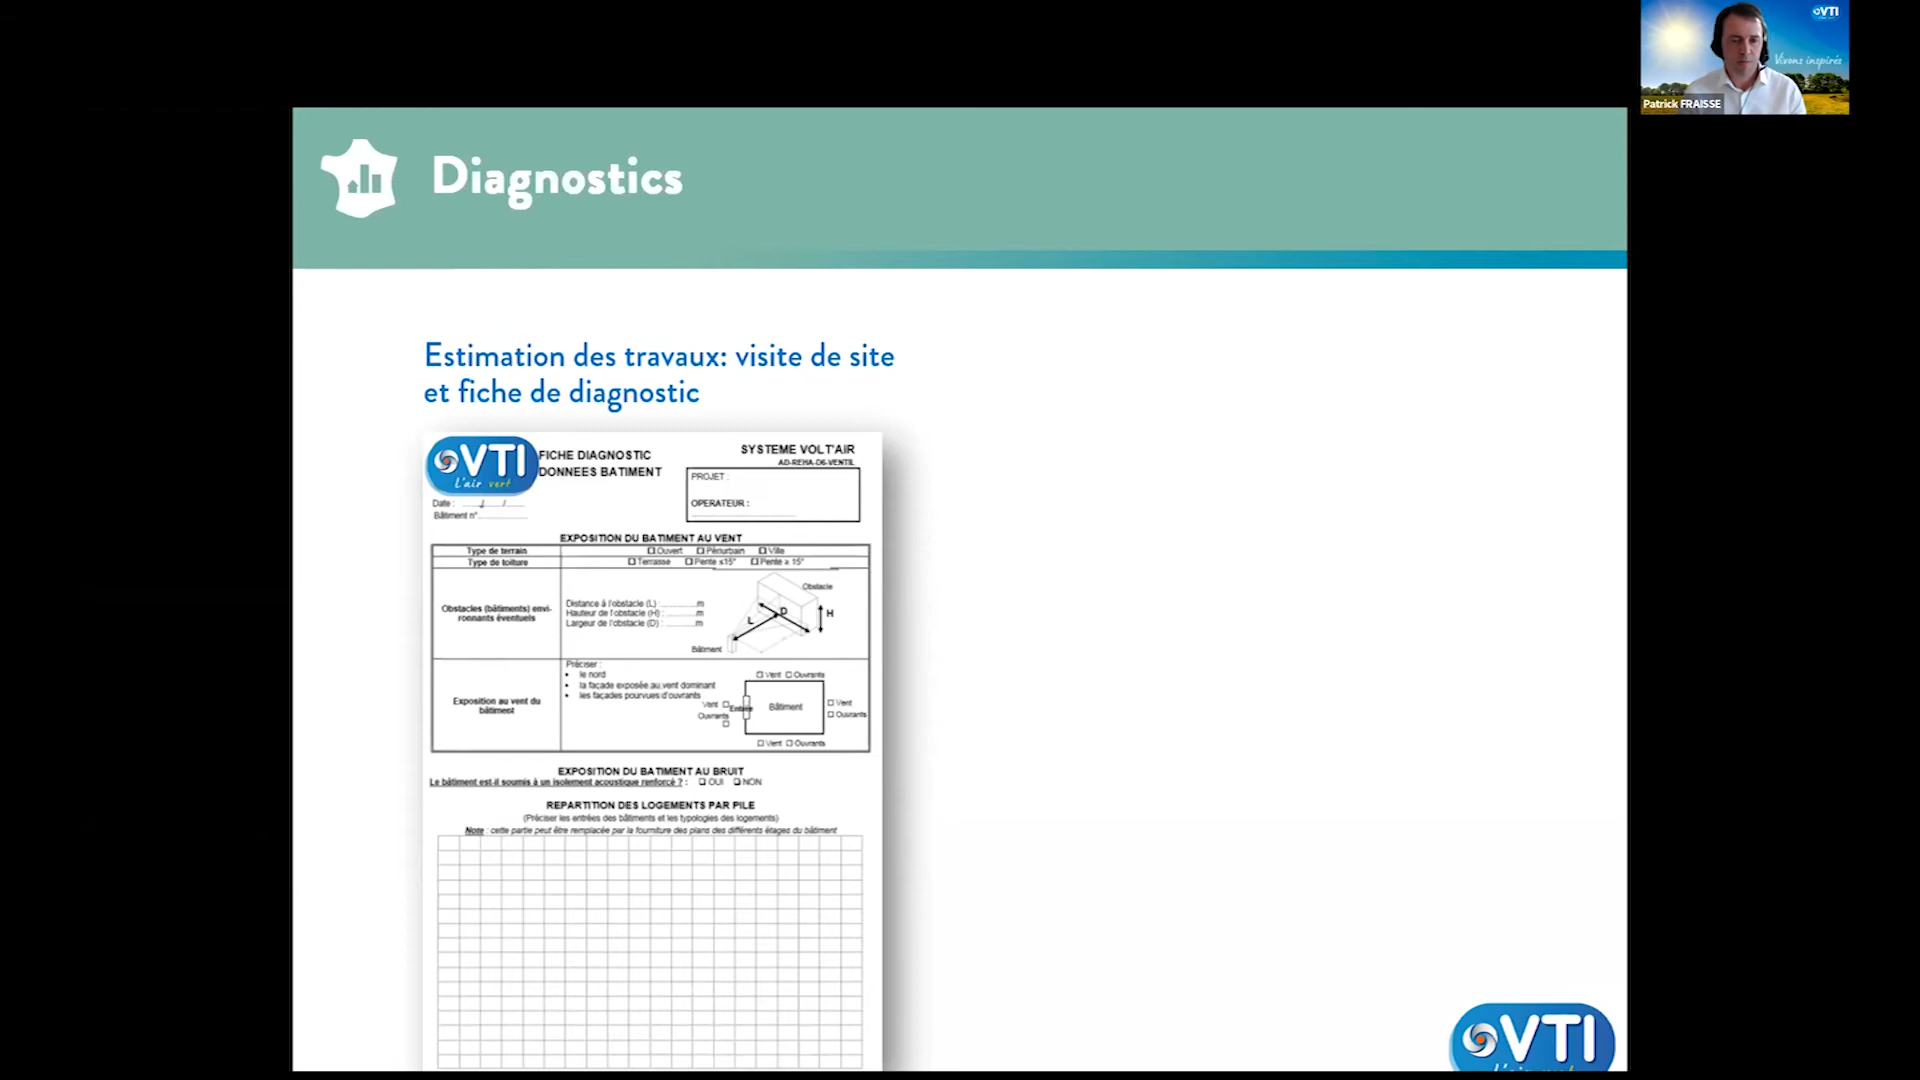 VTI
Vivons inspirés
Patrick FRAISSE
Diagnostics
Estimation des travaux: visite de site
et fiche de diagnostic
VTI
L'air vert
FICHE DIAGNOSTIC
DONNEES BATIMENT
SYSTEME VOLT'AIR
AD-REHA-D6-VENTIL
PROJET :
OPERATEUR :
Date : ....../....../......
Bâtiment n°
EXPOSITION DU BATIMENT AU VENT
Type de terrain
Ouvert Périurbain Ville
Type de toiture
Terrasse Pente ≤15° Pente ≥ 15°
Obstacles (bâtiments) envi-
ronnants éventuels
Distance à l'obstacle (L) : m
Hauteur de l'obstacle (H) : m
Largeur de l'obstacle (D) : m
Obstacle
D
H
L
Bâtiment
Exposition au vent du
bâtiment
Préciser :
• le nord
• la façade exposée au vent dominant
• les façades pourvues d'ouvrants
Vent Ouvrants
Vent
Ouvrants
Entrée
Bâtiment
Vent
Ouvrants
Vent Ouvrants
EXPOSITION DU BATIMENT AU BRUIT
Le bâtiment est-il soumis à un isolement acoustique renforcé ? : OUI NON
REPARTITION DES LOGEMENTS PAR PILE
(Préciser les entrées des bâtiments et les typologies des logements)
Note : cette partie peut être remplacée par la fourniture des plans des différents étages du bâtiment
VTI
L'air vert